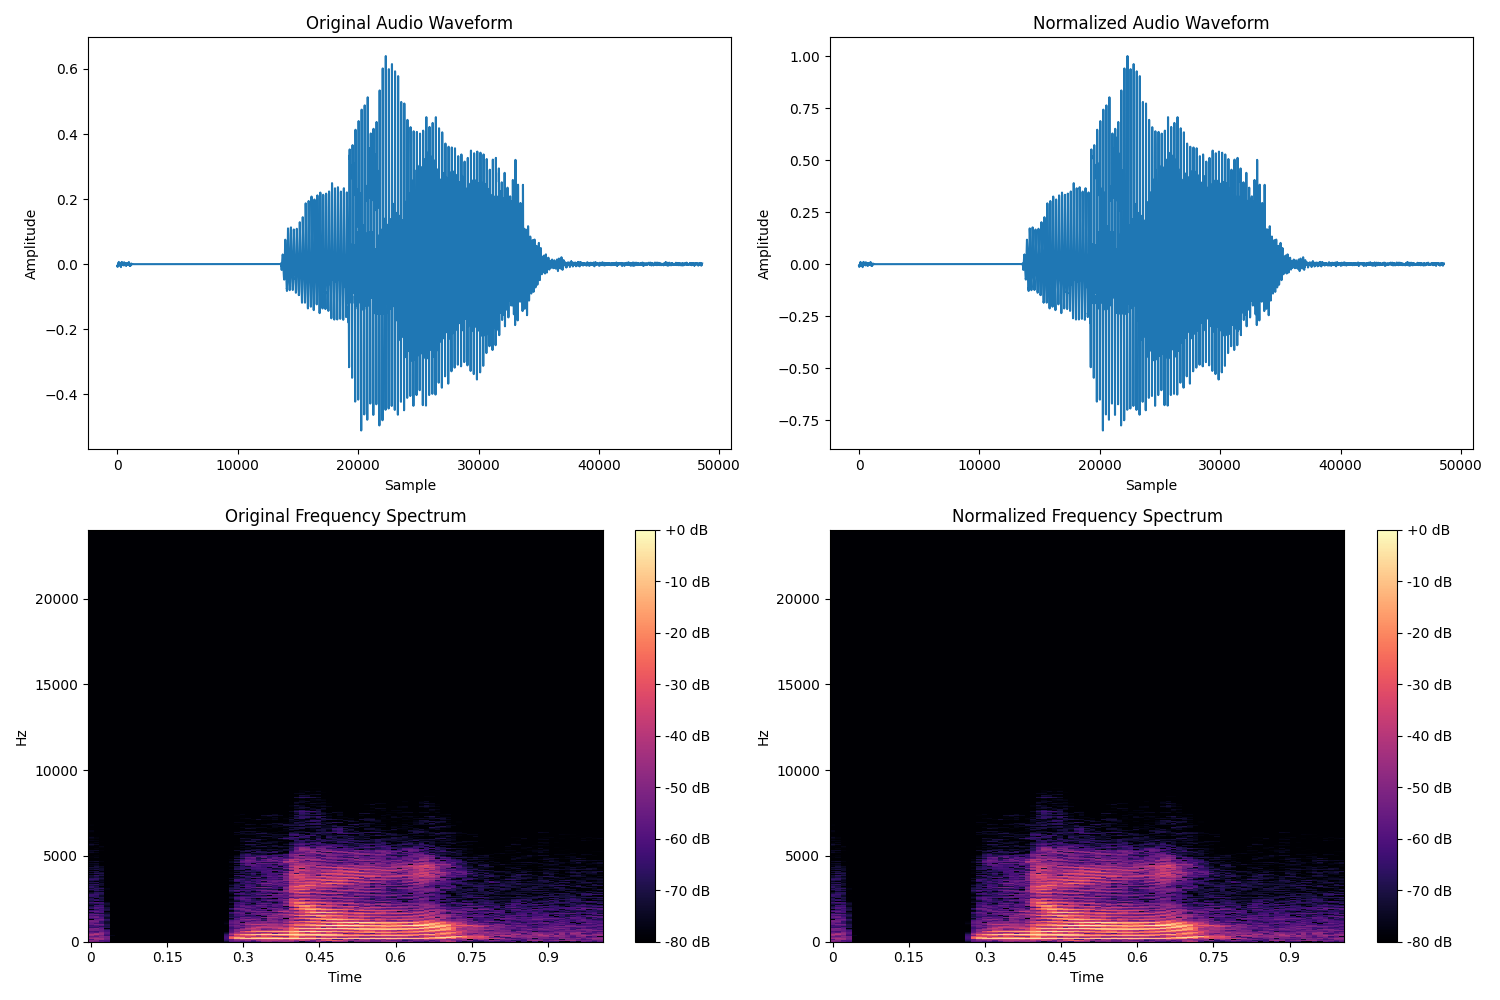 Original Audio Waveform
Normalized Audio Waveform
Amplitude
0.6
0.4
0.2
0.0
−0.2
−0.4
0 10000 20000 30000 40000 50000
Sample
Amplitude
1.00
0.75
0.50
0.25
0.00
−0.25
−0.50
−0.75
0 10000 20000 30000 40000 50000
Sample
Original Frequency Spectrum
Hz
20000
15000
10000
5000
0
0 0.15 0.3 0.45 0.6 0.75 0.9
Time
+0 dB
-10 dB
-20 dB
-30 dB
-40 dB
-50 dB
-60 dB
-70 dB
-80 dB
Normalized Frequency Spectrum
Hz
20000
15000
10000
5000
0
0 0.15 0.3 0.45 0.6 0.75 0.9
Time
+0 dB
-10 dB
-20 dB
-30 dB
-40 dB
-50 dB
-60 dB
-70 dB
-80 dB